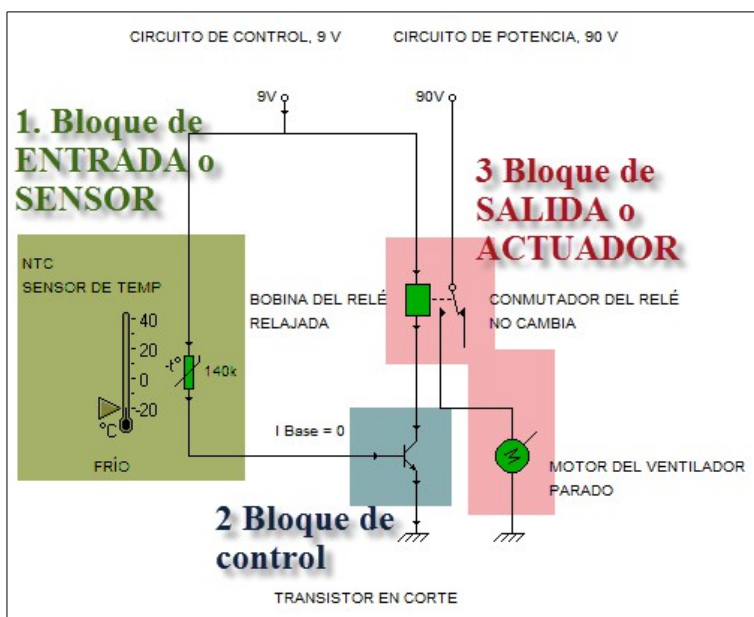 CIRCUITO DE CONTROL, 9 V
CIRCUITO DE POTENCIA, 90 V
9V
90V
1. Bloque de
ENTRADA o
SENSOR
3 Bloque de
SALIDA o
ACTUADOR
NTC
SENSOR DE TEMP
40
20
0
-20
°C
-t°
140k
FRÍO
BOBINA DEL RELÉ
RELAJADA
CONMUTADOR DEL RELÉ
NO CAMBIA
I Base = 0
MOTOR DEL VENTILADOR
PARADO
2 Bloque de
control
TRANSISTOR EN CORTE